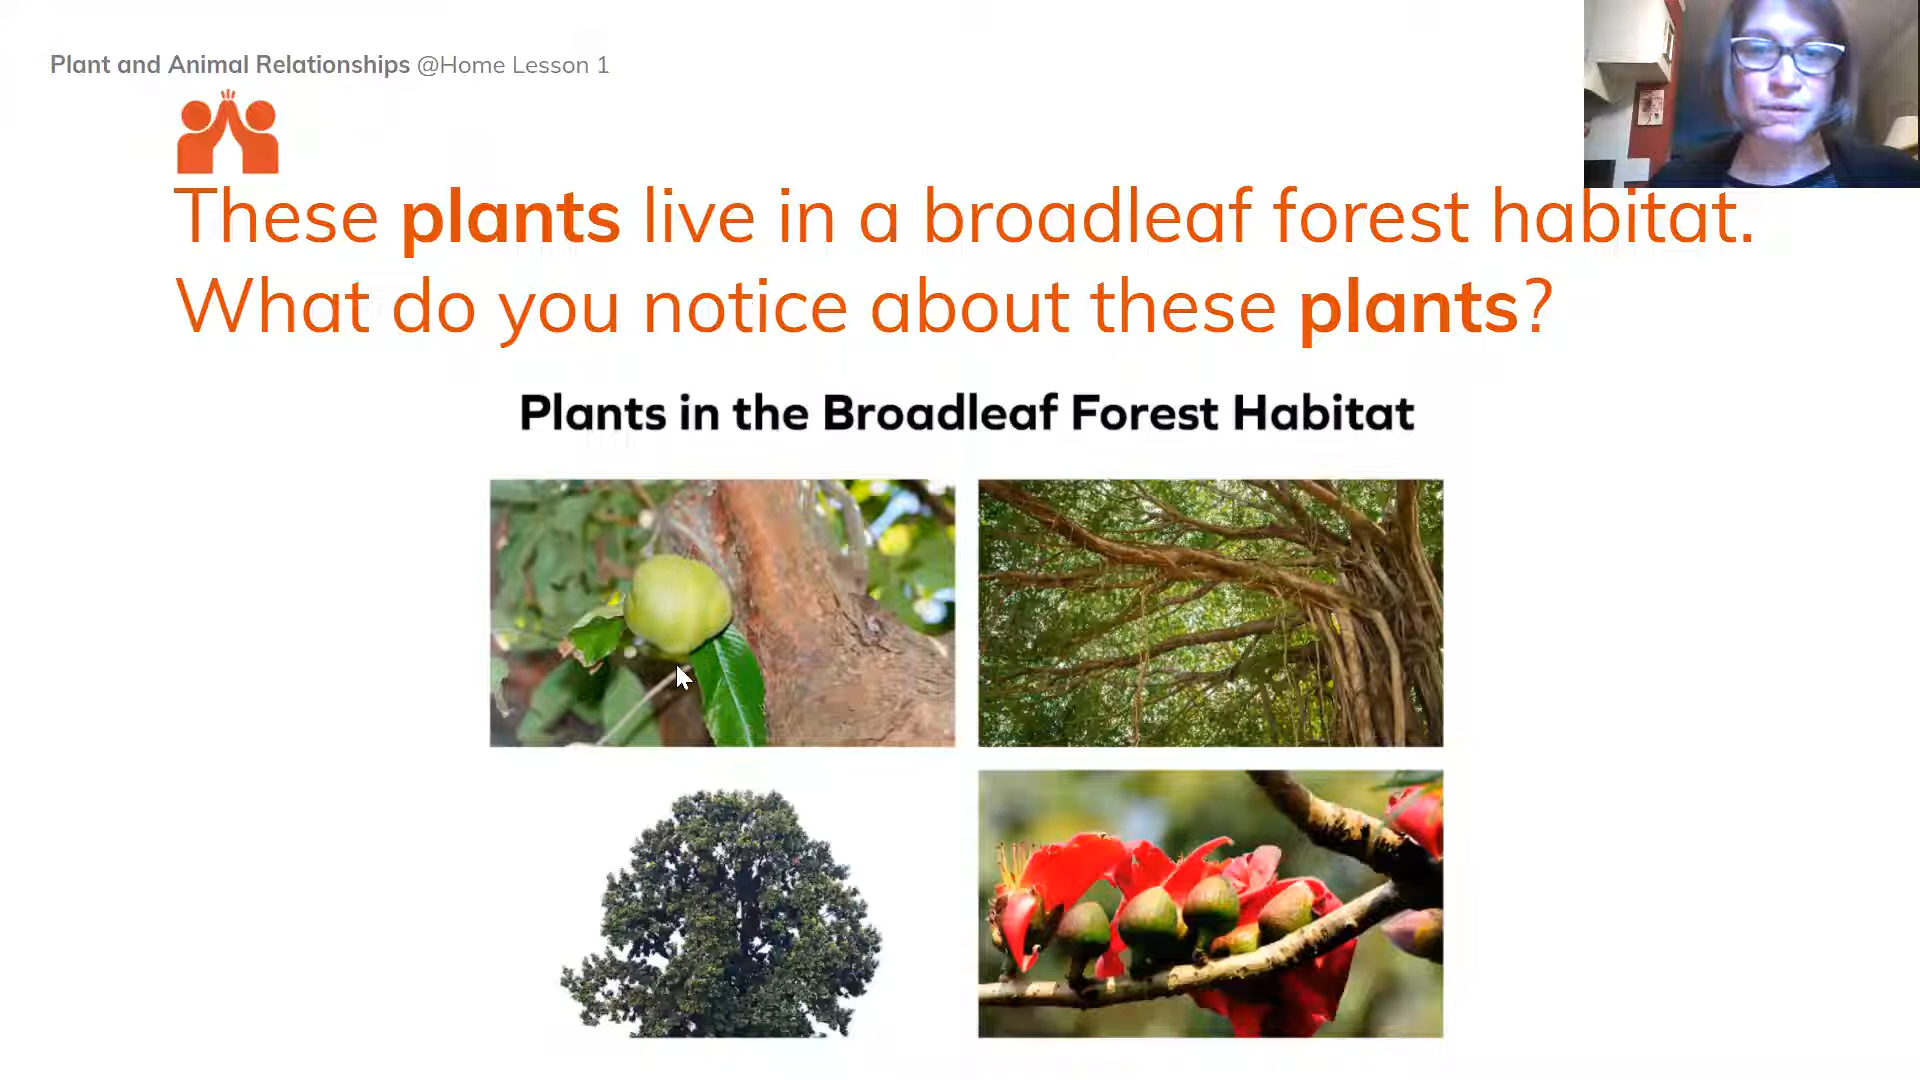 Plant and Animal Relationships @Home Lesson 1
These plants live in a broadleaf forest habitat.
What do you notice about these plants?
Plants in the Broadleaf Forest Habitat